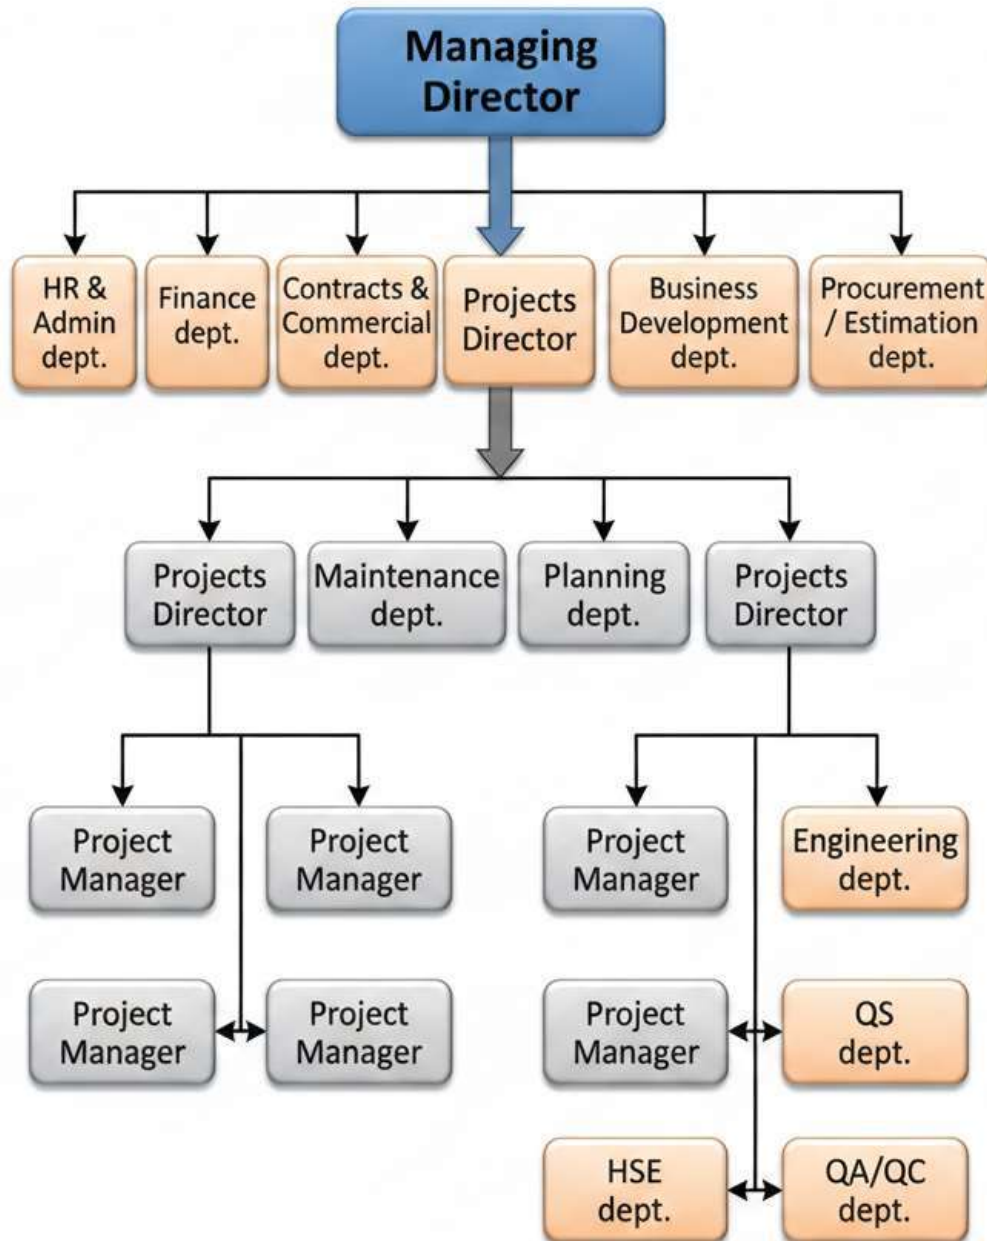 Managing
Director
HR &
Admin
dept.
Finance
dept.
Contracts &
Commercial
dept.
Projects
Director
Business
Development
dept.
Procurement
/ Estimation
dept.
Projects
Director
Maintenance
dept.
Planning
dept.
Projects
Director
Project
Manager
Project
Manager
Project
Manager
Engineering
dept.
Project
Manager
Project
Manager
Project
Manager
QS
dept.
HSE
dept.
QA/QC
dept.